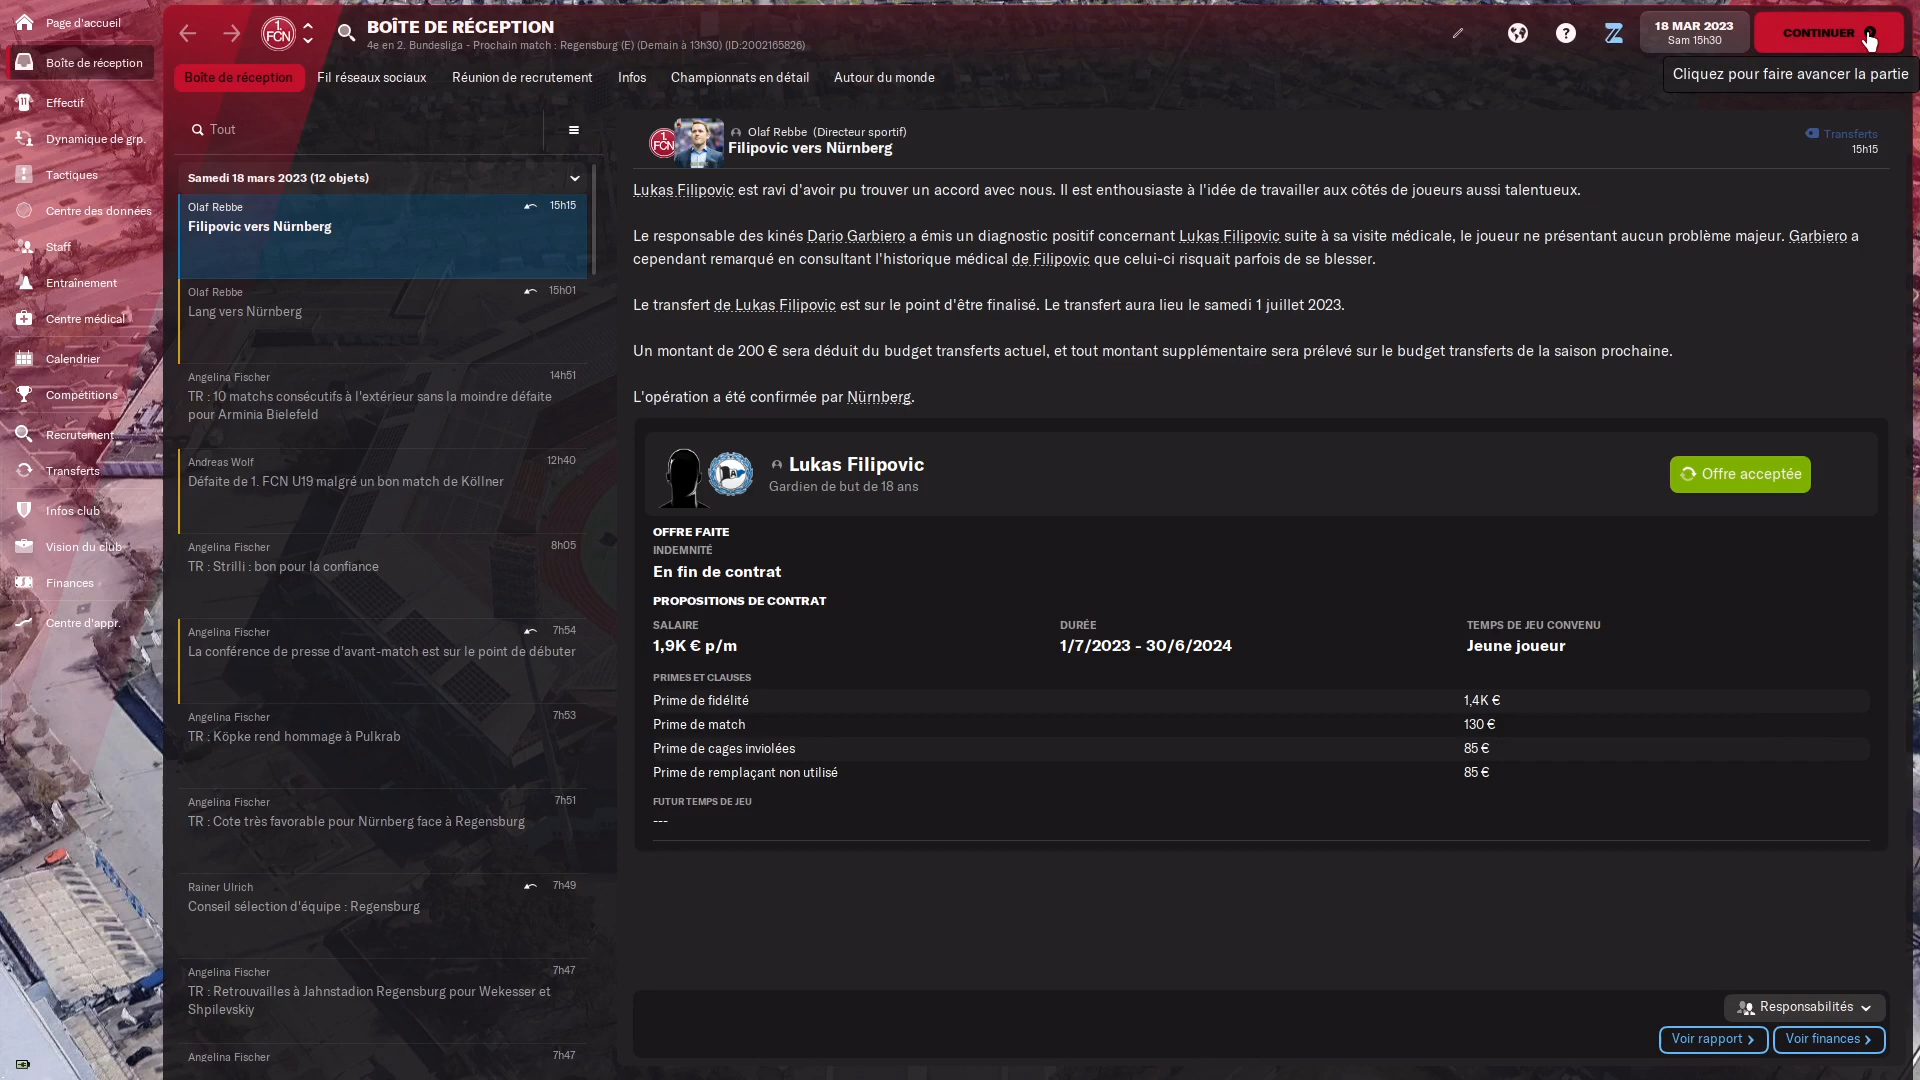 Page d'accueil
Boîte de réception
Effectif
Dynamique de grp.
Tactiques
Centre des données
Staff
Entraînement
Centre médical
Calendrier
Compétitions
Recrutement
Transferts
Infos club
Vision du club
Finances
Centre d'appr.
BOÎTE DE RÉCEPTION
4e en 2. Bundesliga - Prochain match : Regensburg (E) (Demain à 13h30) (ID:2002165826)
18 MAR 2023
Sam 15h30
CONTINUER
Cliquez pour faire avancer la partie
Boîte de réception
Fil réseaux sociaux
Réunion de recrutement
Infos
Championnats en détail
Autour du monde
Tout
Samedi 18 mars 2023 (12 objets)
Olaf Rebbe
15h15
Filipovic vers Nürnberg
Olaf Rebbe
15h01
Lang vers Nürnberg
Angelina Fischer
14h51
TR : 10 matchs consécutifs à l'extérieur sans la moindre défaite
pour Arminia Bielefeld
Andreas Wolf
12h40
Défaite de 1. FCN U19 malgré un bon match de Köllner
Angelina Fischer
8h05
TR : Strilli : bon pour la confiance
Angelina Fischer
7h54
La conférence de presse d'avant-match est sur le point de débuter
Angelina Fischer
7h53
TR : Köpke rend hommage à Pulkrab
Angelina Fischer
7h51
TR : Cote très favorable pour Nürnberg face à Regensburg
Rainer Ulrich
7h49
Conseil sélection d'équipe : Regensburg
Angelina Fischer
7h47
TR : Retrouvailles à Jahnstadion Regensburg pour Wekesser et
Shpilevskiy
Angelina Fischer
7h47
Olaf Rebbe (Directeur sportif)
Filipovic vers Nürnberg
Transferts
15h15
Lukas Filipovic est ravi d'avoir pu trouver un accord avec nous. Il est enthousiaste à l'idée de travailler aux côtés de joueurs aussi talentueux.
Le responsable des kinés Dario Garbiero a émis un diagnostic positif concernant Lukas Filipovic suite à sa visite médicale, le joueur ne présentant aucun problème majeur. Garbiero a
cependant remarqué en consultant l'historique médical de Filipovic que celui-ci risquait parfois de se blesser.
Le transfert de Lukas Filipovic est sur le point d'être finalisé. Le transfert aura lieu le samedi 1 juillet 2023.
Un montant de 200 € sera déduit du budget transferts actuel, et tout montant supplémentaire sera prélevé sur le budget transferts de la saison prochaine.
L'opération a été confirmée par Nürnberg.
Lukas Filipovic
Gardien de but de 18 ans
Offre acceptée
OFFRE FAITE
INDEMNITÉ
En fin de contrat
PROPOSITIONS DE CONTRAT
SALAIRE
DURÉE
TEMPS DE JEU CONVENU
1,9K € p/m
1/7/2023 - 30/6/2024
Jeune joueur
PRIMES ET CLAUSES
Prime de fidélité
1,4K €
Prime de match
130 €
Prime de cages inviolées
85 €
Prime de remplaçant non utilisé
85 €
FUTUR TEMPS DE JEU
---
Responsabilités
Voir rapport
Voir finances